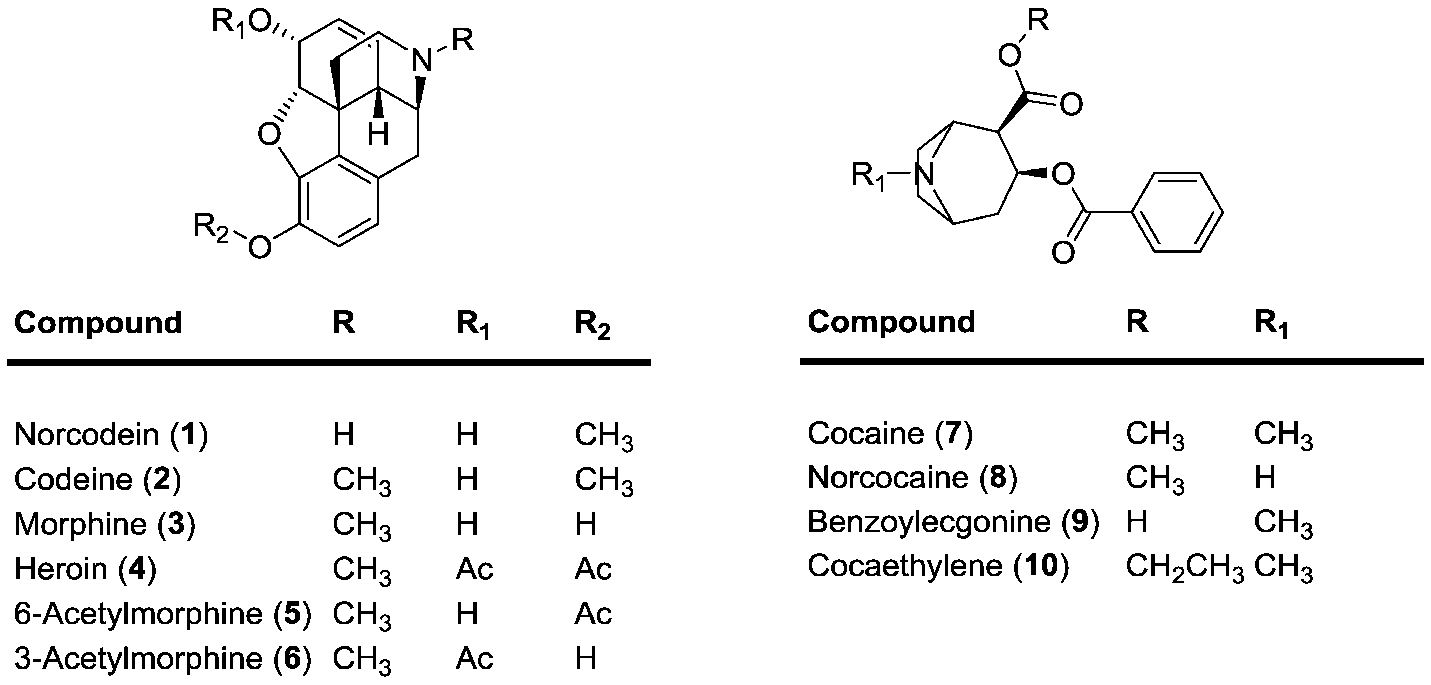 R₁O
N
R
H
O
R₂
O
R
O
O
R₁
N
O
O
Compound R R₁ R₂
Norcodein (1) H H CH₃
Codeine (2) CH₃ H CH₃
Morphine (3) CH₃ H H
Heroin (4) CH₃ Ac Ac
6-Acetylmorphine (5) CH₃ H Ac
3-Acetylmorphine (6) CH₃ Ac H
Compound R R₁
Cocaine (7) CH₃ CH₃
Norcocaine (8) CH₃ H
Benzoylecgonine (9) H CH₃
Cocaethylene (10) CH₂CH₃ CH₃